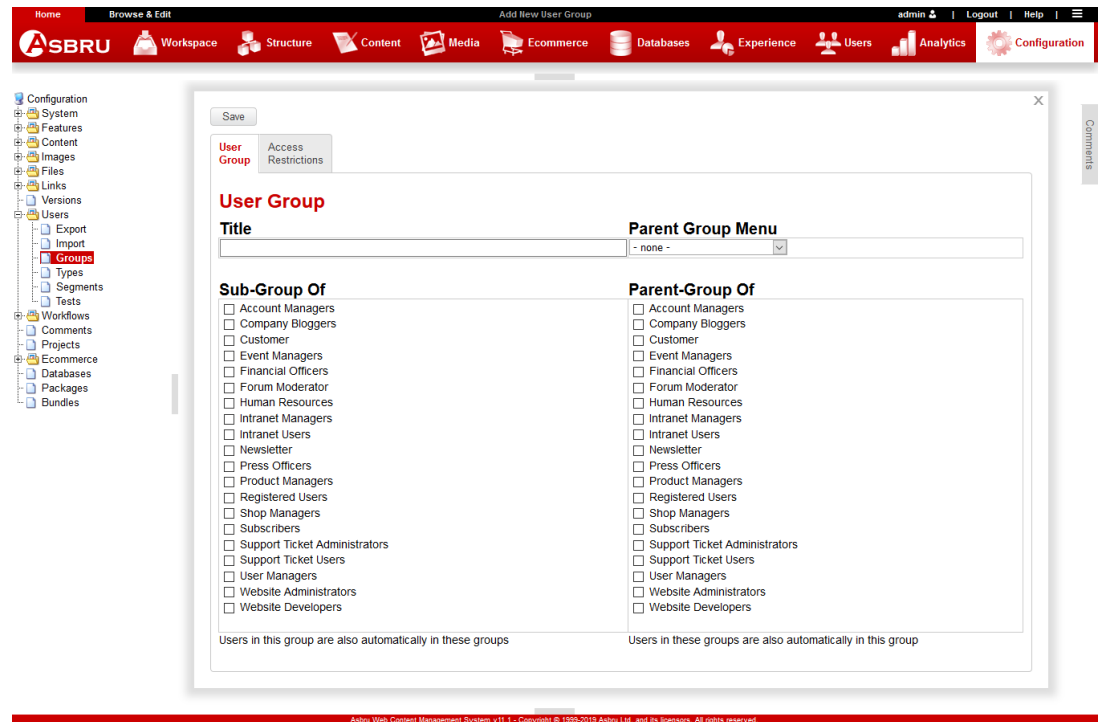 Home Browse & Edit Add New User Group admin | Logout | Help |
ASBRU Workspace Structure Content Media Ecommerce Databases Experience Users Analytics Configuration
Configuration
System
Features
Content
Images
Files
Links
Versions
Users
Export
Import
Groups
Types
Segments
Tests
Workflows
Comments
Projects
Ecommerce
Databases
Packages
Bundles
X
Save
User Group
Access Restrictions
User Group
Title
Parent Group Menu
- none -
Sub-Group Of
Account Managers
Company Bloggers
Customer
Event Managers
Financial Officers
Forum Moderator
Human Resources
Intranet Managers
Intranet Users
Newsletter
Press Officers
Product Managers
Registered Users
Shop Managers
Subscribers
Support Ticket Administrators
Support Ticket Users
User Managers
Website Administrators
Website Developers
Users in this group are also automatically in these groups
Parent-Group Of
Account Managers
Company Bloggers
Customer
Event Managers
Financial Officers
Forum Moderator
Human Resources
Intranet Managers
Intranet Users
Newsletter
Press Officers
Product Managers
Registered Users
Shop Managers
Subscribers
Support Ticket Administrators
Support Ticket Users
User Managers
Website Administrators
Website Developers
Users in these groups are also automatically in this group
Comments
Asbru Web Content Management System v11.1 - Copyright © 1999-2019 Asbru Ltd. and its licensors. All rights reserved.